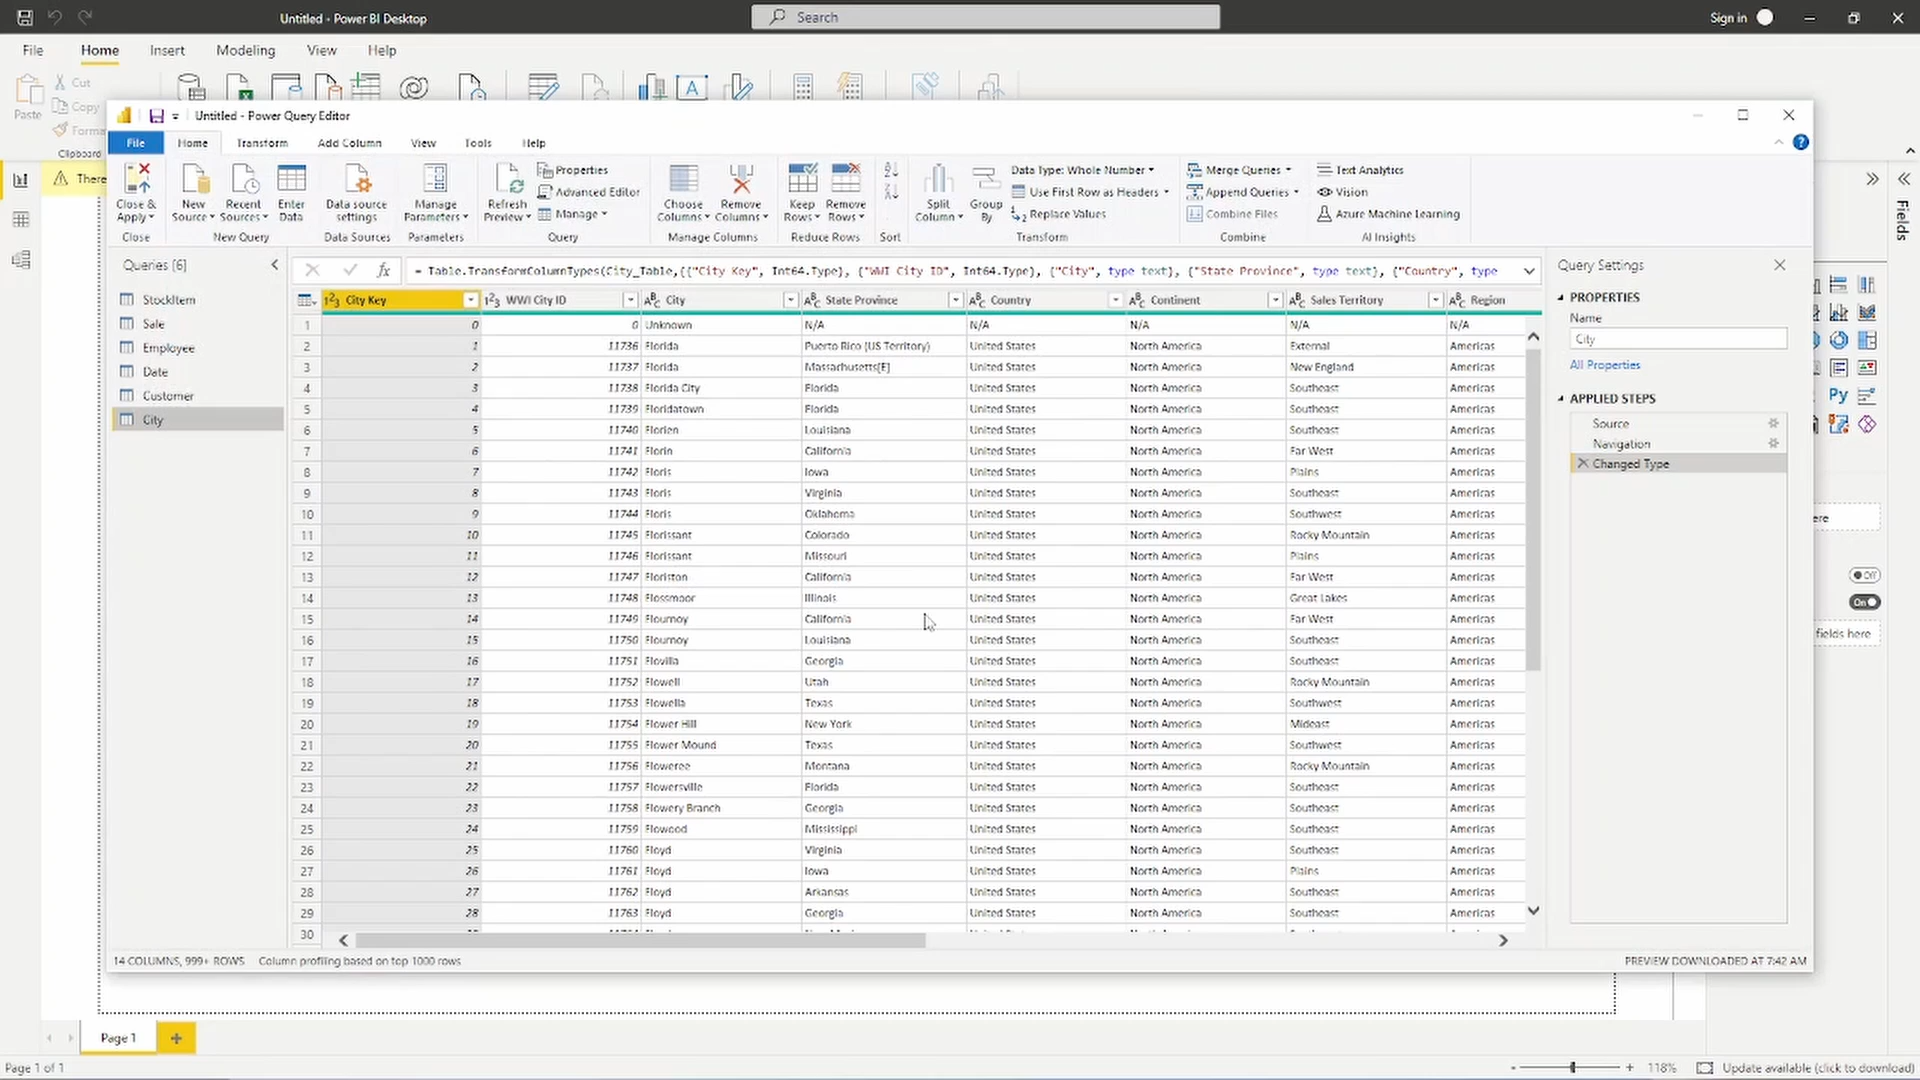 Untitled - Power BI Desktop
Search
Sign in
File Home Insert Modeling View Help
Paste
Cut
Copy
Forma
Clipboard
There
Fields
Untitled - Power Query Editor
File Home Transform Add Column View Tools Help
Close & Apply
Close
New Source
Recent Sources
Enter Data
New Query
Data source settings
Data Sources
Manage Parameters
Parameters
Refresh Preview
Properties
Advanced Editor
Manage
Query
Choose Columns
Remove Columns
Manage Columns
Keep Rows
Remove Rows
Reduce Rows
Sort
Split Column
Group By
Data Type: Whole Number
Use First Row as Headers
Replace Values
Transform
Merge Queries
Append Queries
Combine Files
Combine
Text Analytics
Vision
Azure Machine Learning
AI Insights
Queries [6]
StockItem
Sale
Employee
Date
Customer
City
fx = Table.TransformColumnTypes(City_Table,{{"City Key", Int64.Type}, {"WWI City ID", Int64.Type}, {"City", type text}, {"State Province", type text}, {"Country", type
City Key WWI City ID City State Province Country Continent Sales Territory Region
1 0 0 Unknown N/A N/A N/A N/A N/A
2 1 11736 Florida Puerto Rico (US Territory) United States North America External Americas
3 2 11737 Florida Massachusetts[E] United States North America New England Americas
4 3 11738 Florida City Florida United States North America Southeast Americas
5 4 11739 Floridatown Florida United States North America Southeast Americas
6 5 11740 Florien Louisiana United States North America Southeast Americas
7 6 11741 Florin California United States North America Far West Americas
8 7 11742 Floris Iowa United States North America Plains Americas
9 8 11743 Floris Virginia United States North America Southeast Americas
10 9 11744 Floris Oklahoma United States North America Southwest Americas
11 10 11745 Florissant Colorado United States North America Rocky Mountain Americas
12 11 11746 Florissant Missouri United States North America Plains Americas
13 12 11747 Floriston California United States North America Far West Americas
14 13 11748 Flossmoor Illinois United States North America Great Lakes Americas
15 14 11749 Flournoy California United States North America Far West Americas
16 15 11750 Flournoy Louisiana United States North America Southeast Americas
17 16 11751 Flovilla Georgia United States North America Southeast Americas
18 17 11752 Flowell Utah United States North America Rocky Mountain Americas
19 18 11753 Flowella Texas United States North America Southwest Americas
20 19 11754 Flower Hill New York United States North America Mideast Americas
21 20 11755 Flower Mound Texas United States North America Southwest Americas
22 21 11756 Floweree Montana United States North America Rocky Mountain Americas
23 22 11757 Flowersville Florida United States North America Southeast Americas
24 23 11758 Flowery Branch Georgia United States North America Southeast Americas
25 24 11759 Flowood Mississippi United States North America Southeast Americas
26 25 11760 Floyd Virginia United States North America Southeast Americas
27 26 11761 Floyd Iowa United States North America Plains Americas
28 27 11762 Floyd Arkansas United States North America Southeast Americas
29 28 11763 Floyd Georgia United States North America Southeast Americas
30
Query Settings
PROPERTIES
Name
City
All Properties
APPLIED STEPS
Source
Navigation
Changed Type
Py
ere
Off
On
fields here
14 COLUMNS, 999+ ROWS Column profiling based on top 1000 rows
PREVIEW DOWNLOADED AT 7:42 AM
Page 1
Page 1 of 1
118%
Update available (click to download)